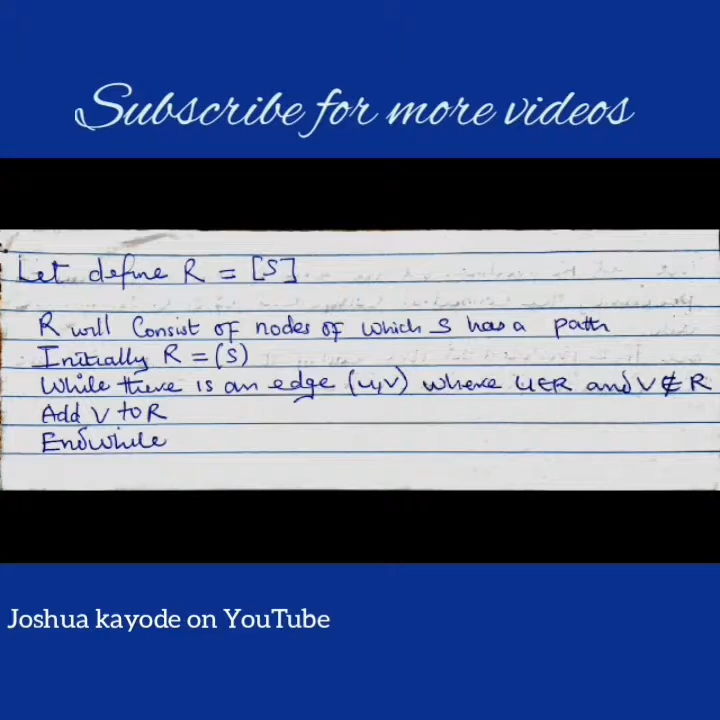 Subscribe for more videos
Let define R = [S]
R will Consist of nodes of which S has a path
Initially R = (S)
While there is an edge (u,v) where u∈R and V∉R
Add V to R
Endwhile
Joshua kayode on YouTube